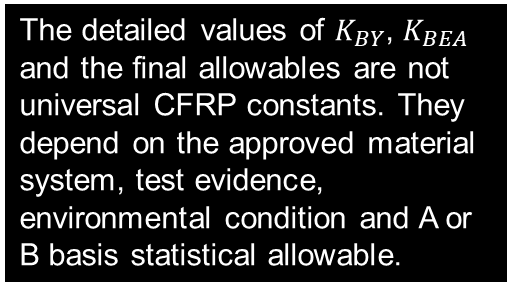 The detailed values of K_BY, K_BEA
and the final allowables are not
universal CFRP constants. They
depend on the approved material
system, test evidence,
environmental condition and A or
B basis statistical allowable.